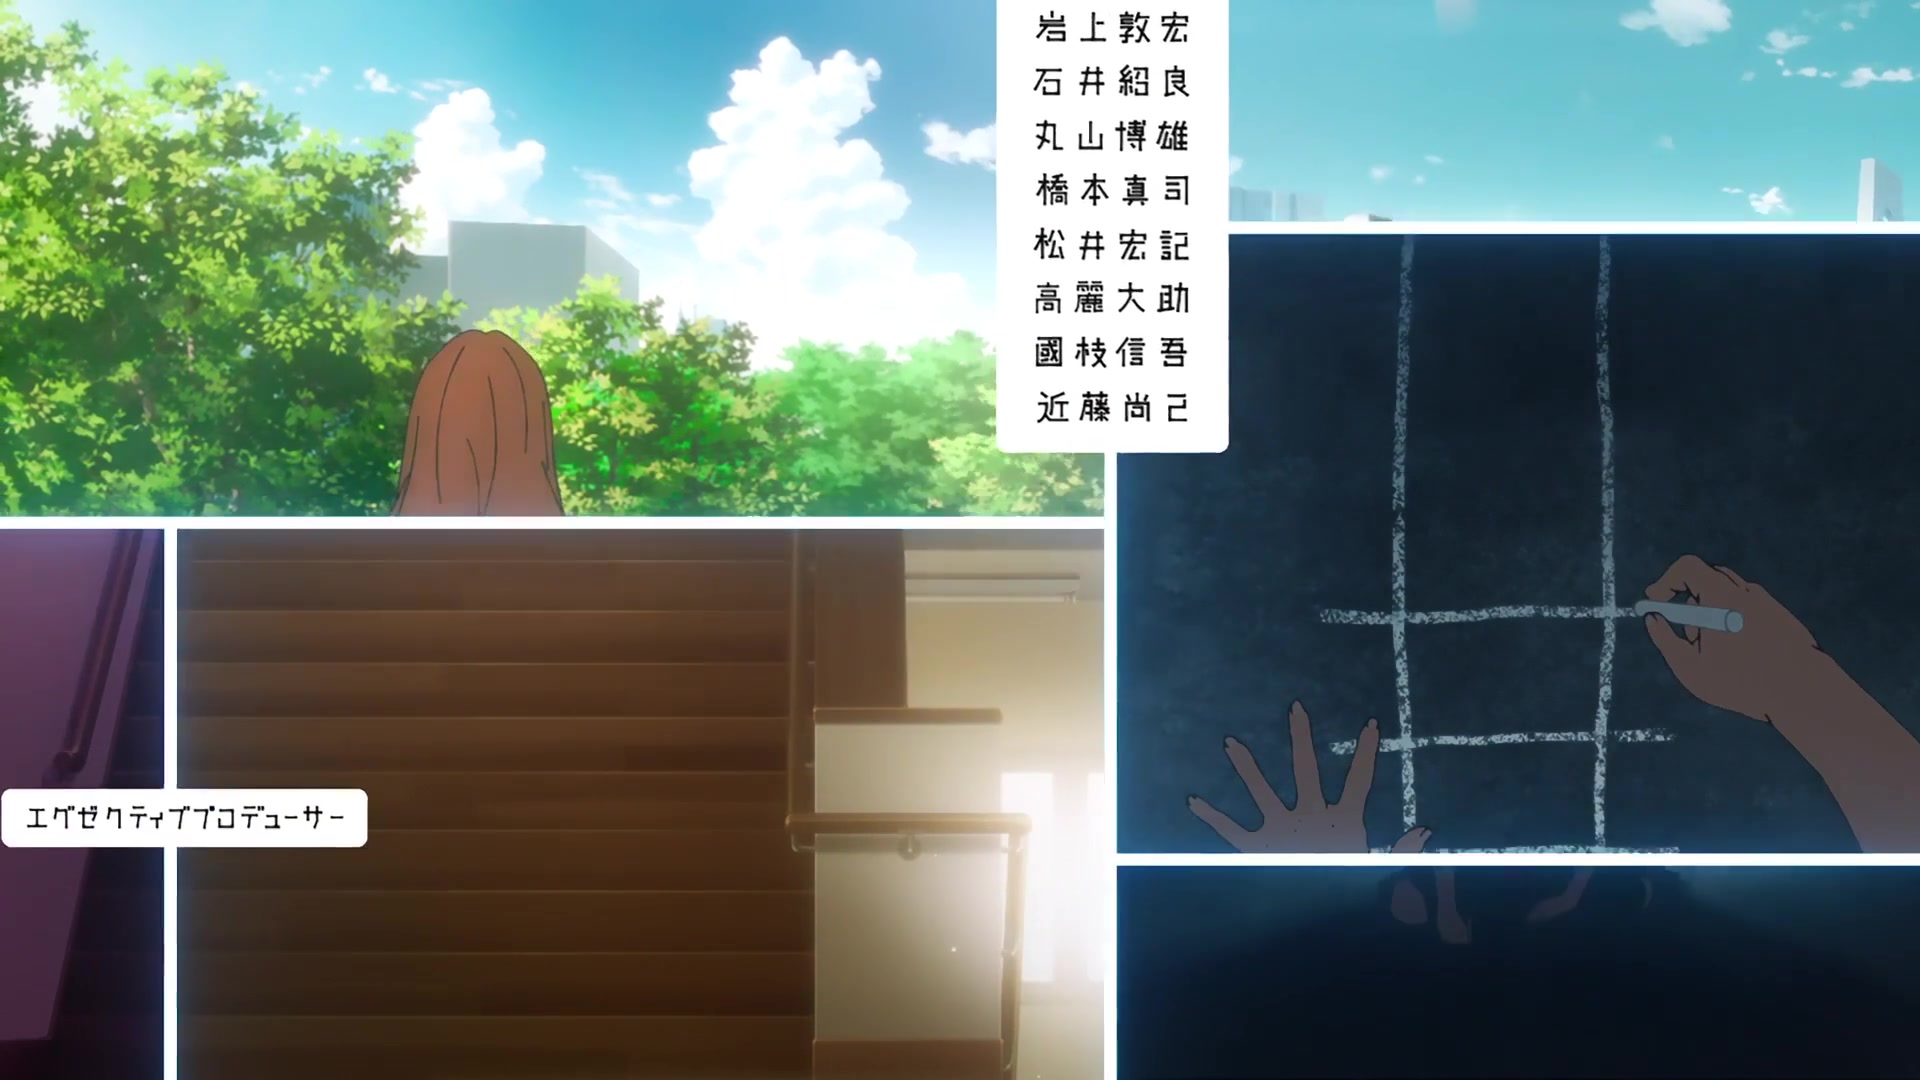 岩上敦宏
石井紹良
丸山博雄
橋本真司
松井宏記
高麗大助
國枝信吾
近藤尚己
エグゼクティブプロデューサー